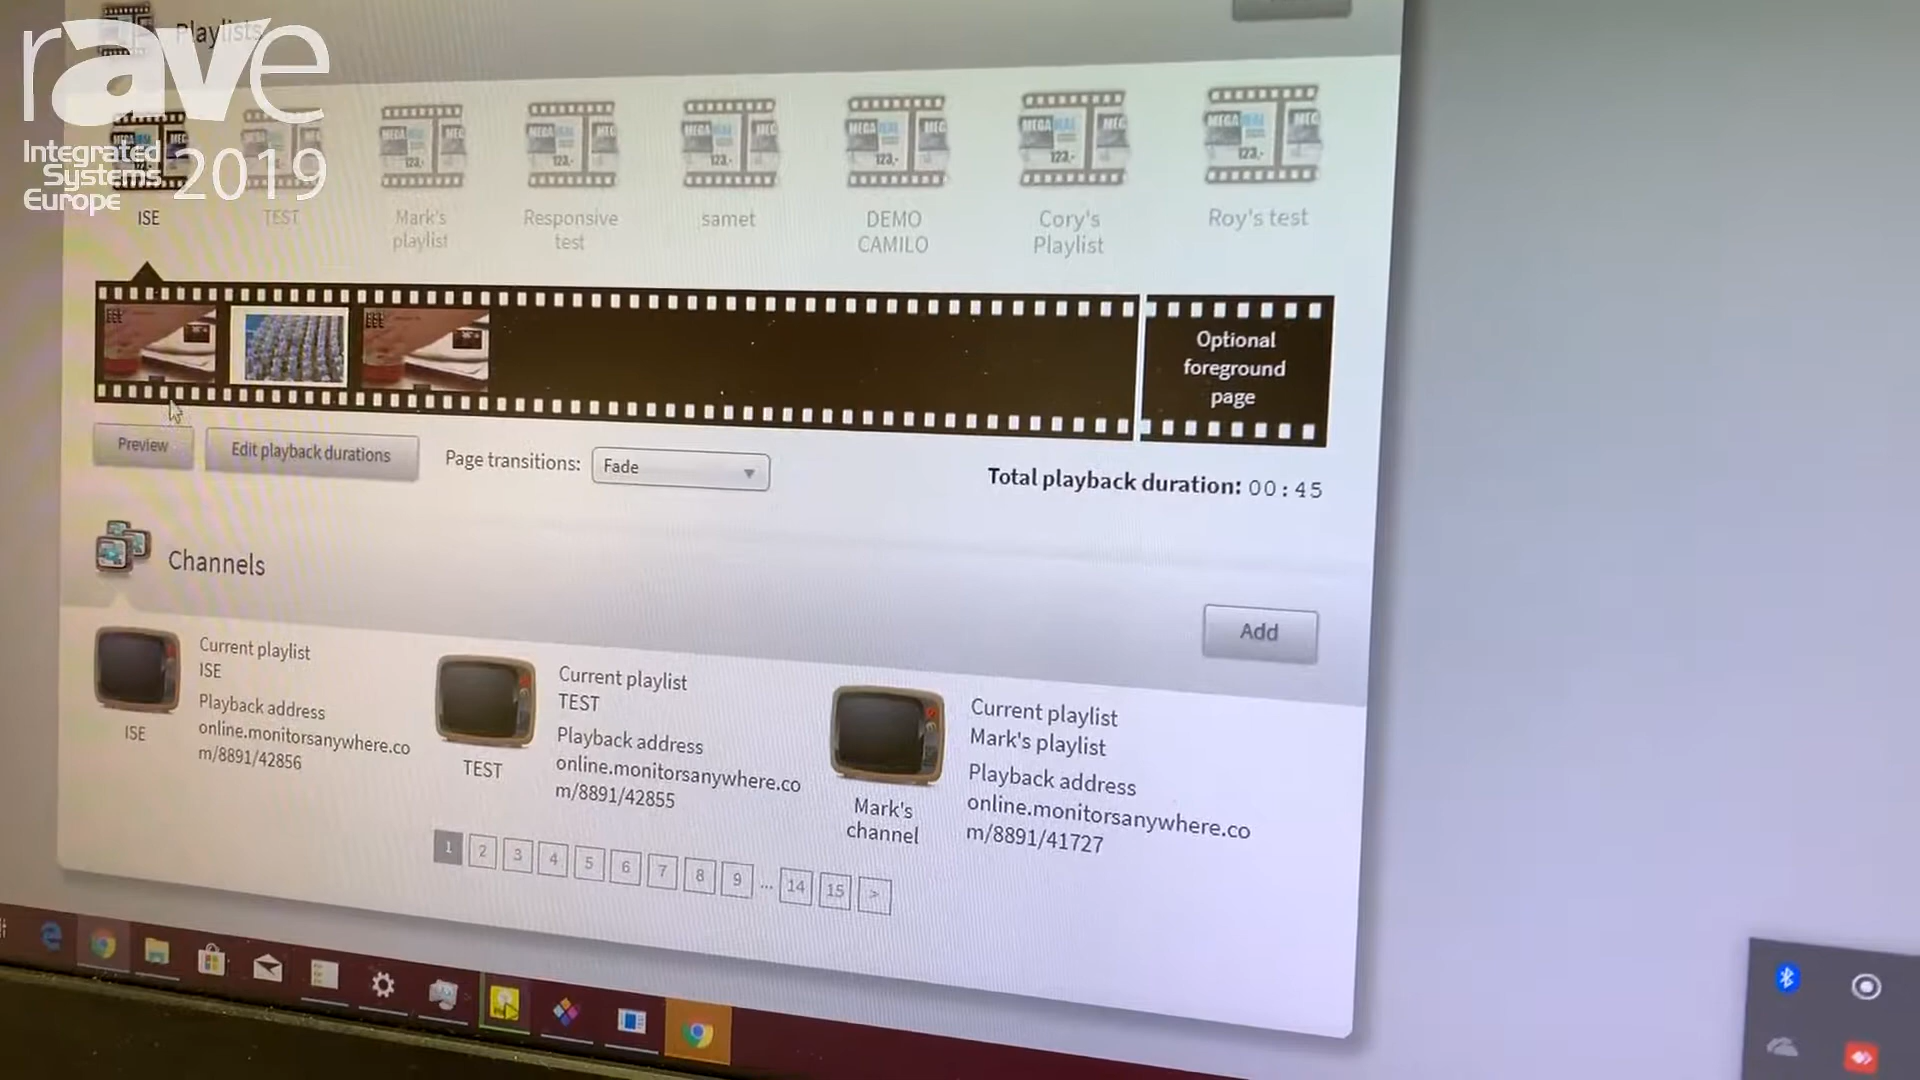 Playlists
rave
Integrated
Systems
Europe
2019
ISE
TEST
Mark's
playlist
Responsive
test
samet
DEMO
CAMILO
Cory's
Playlist
Roy's test
Optional
foreground
page
Preview
Edit playback durations
Page transitions:
Fade
Total playback duration: 00:45
Channels
Add
Current playlist
ISE
Playback address
online.monitorsanywhere.co
m/8891/42856
ISE
Current playlist
TEST
Playback address
online.monitorsanywhere.co
m/8891/42855
TEST
Current playlist
Mark's playlist
Playback address
online.monitorsanywhere.co
m/8891/41727
Mark's
channel
1 2 3 4 5 6 7 8 9 ... 14 15 >